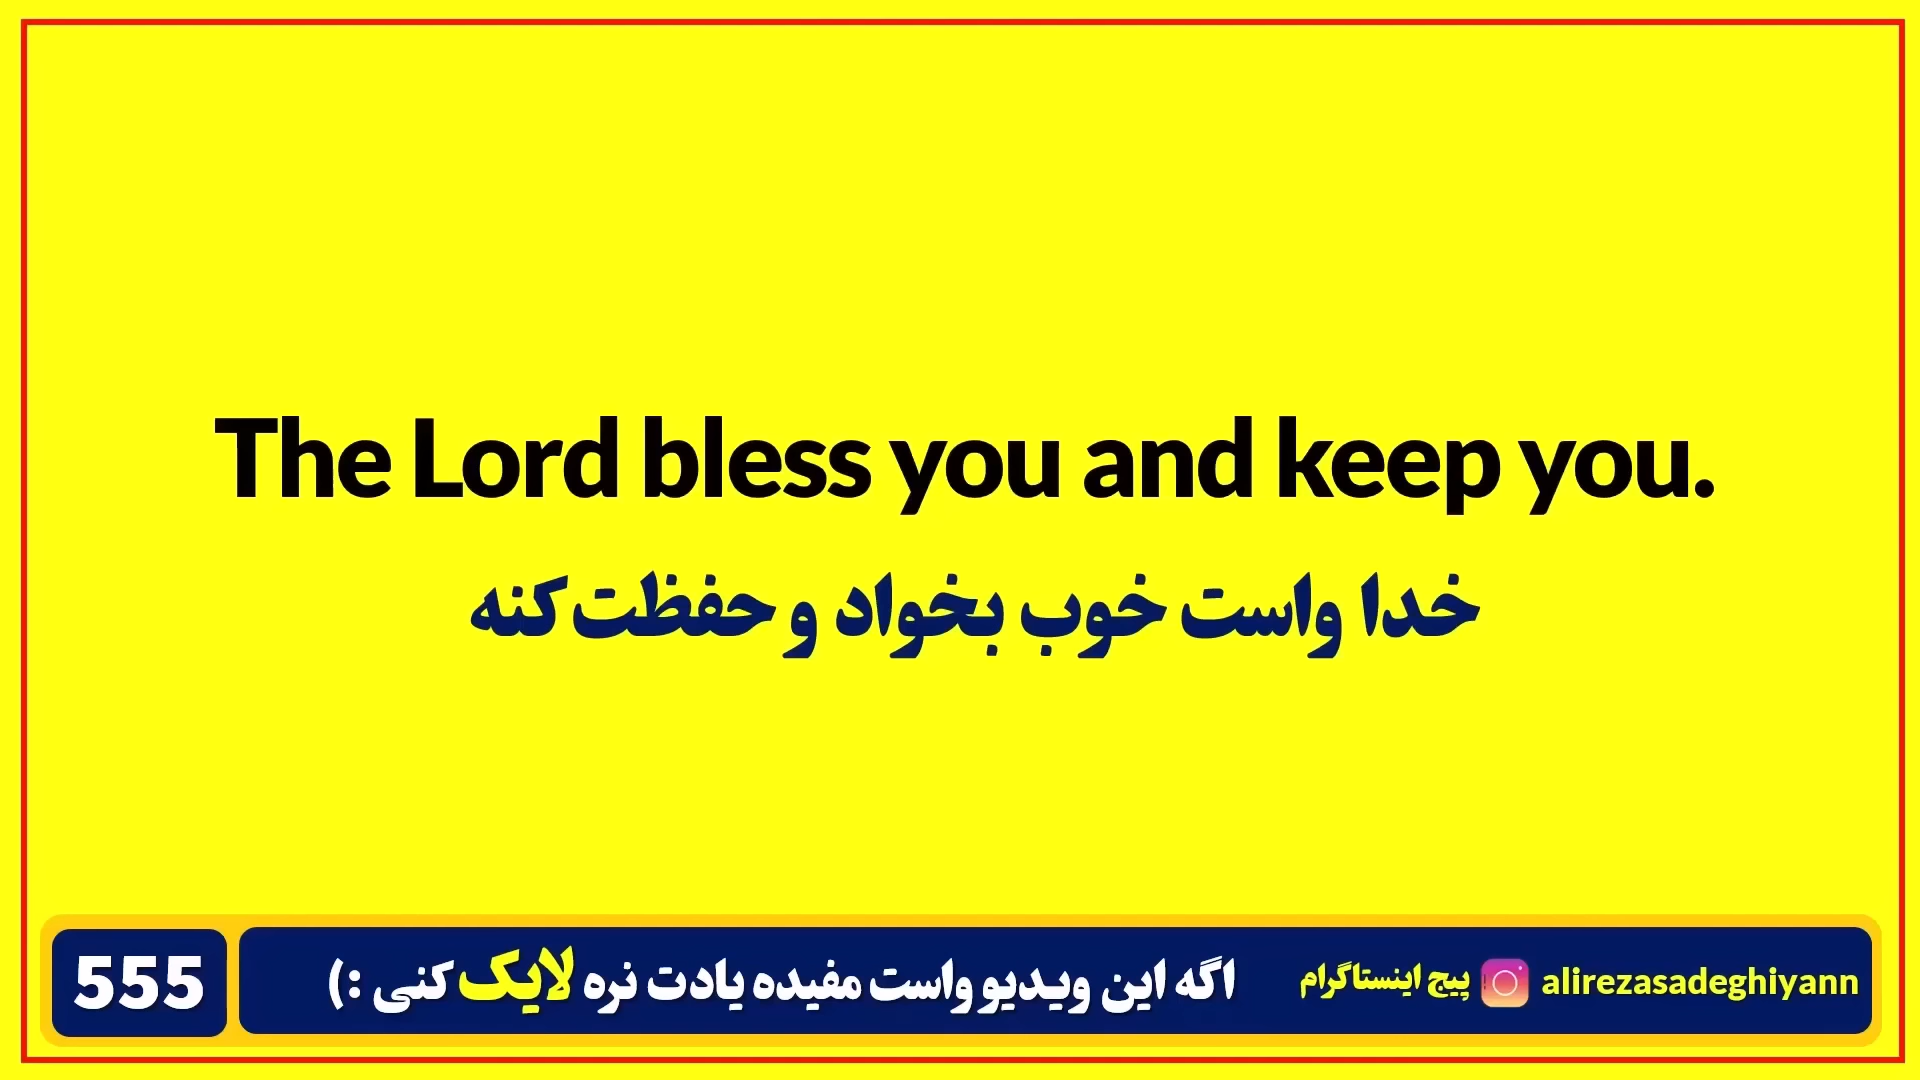 The Lord bless you and keep you.
خدا واست خوب بخواد و حفظت کنه
555
اگه این ویدیو واست مفیده یادت نره لایک کنی :)
پیج اینستاگرام
alirezasadeghiyann